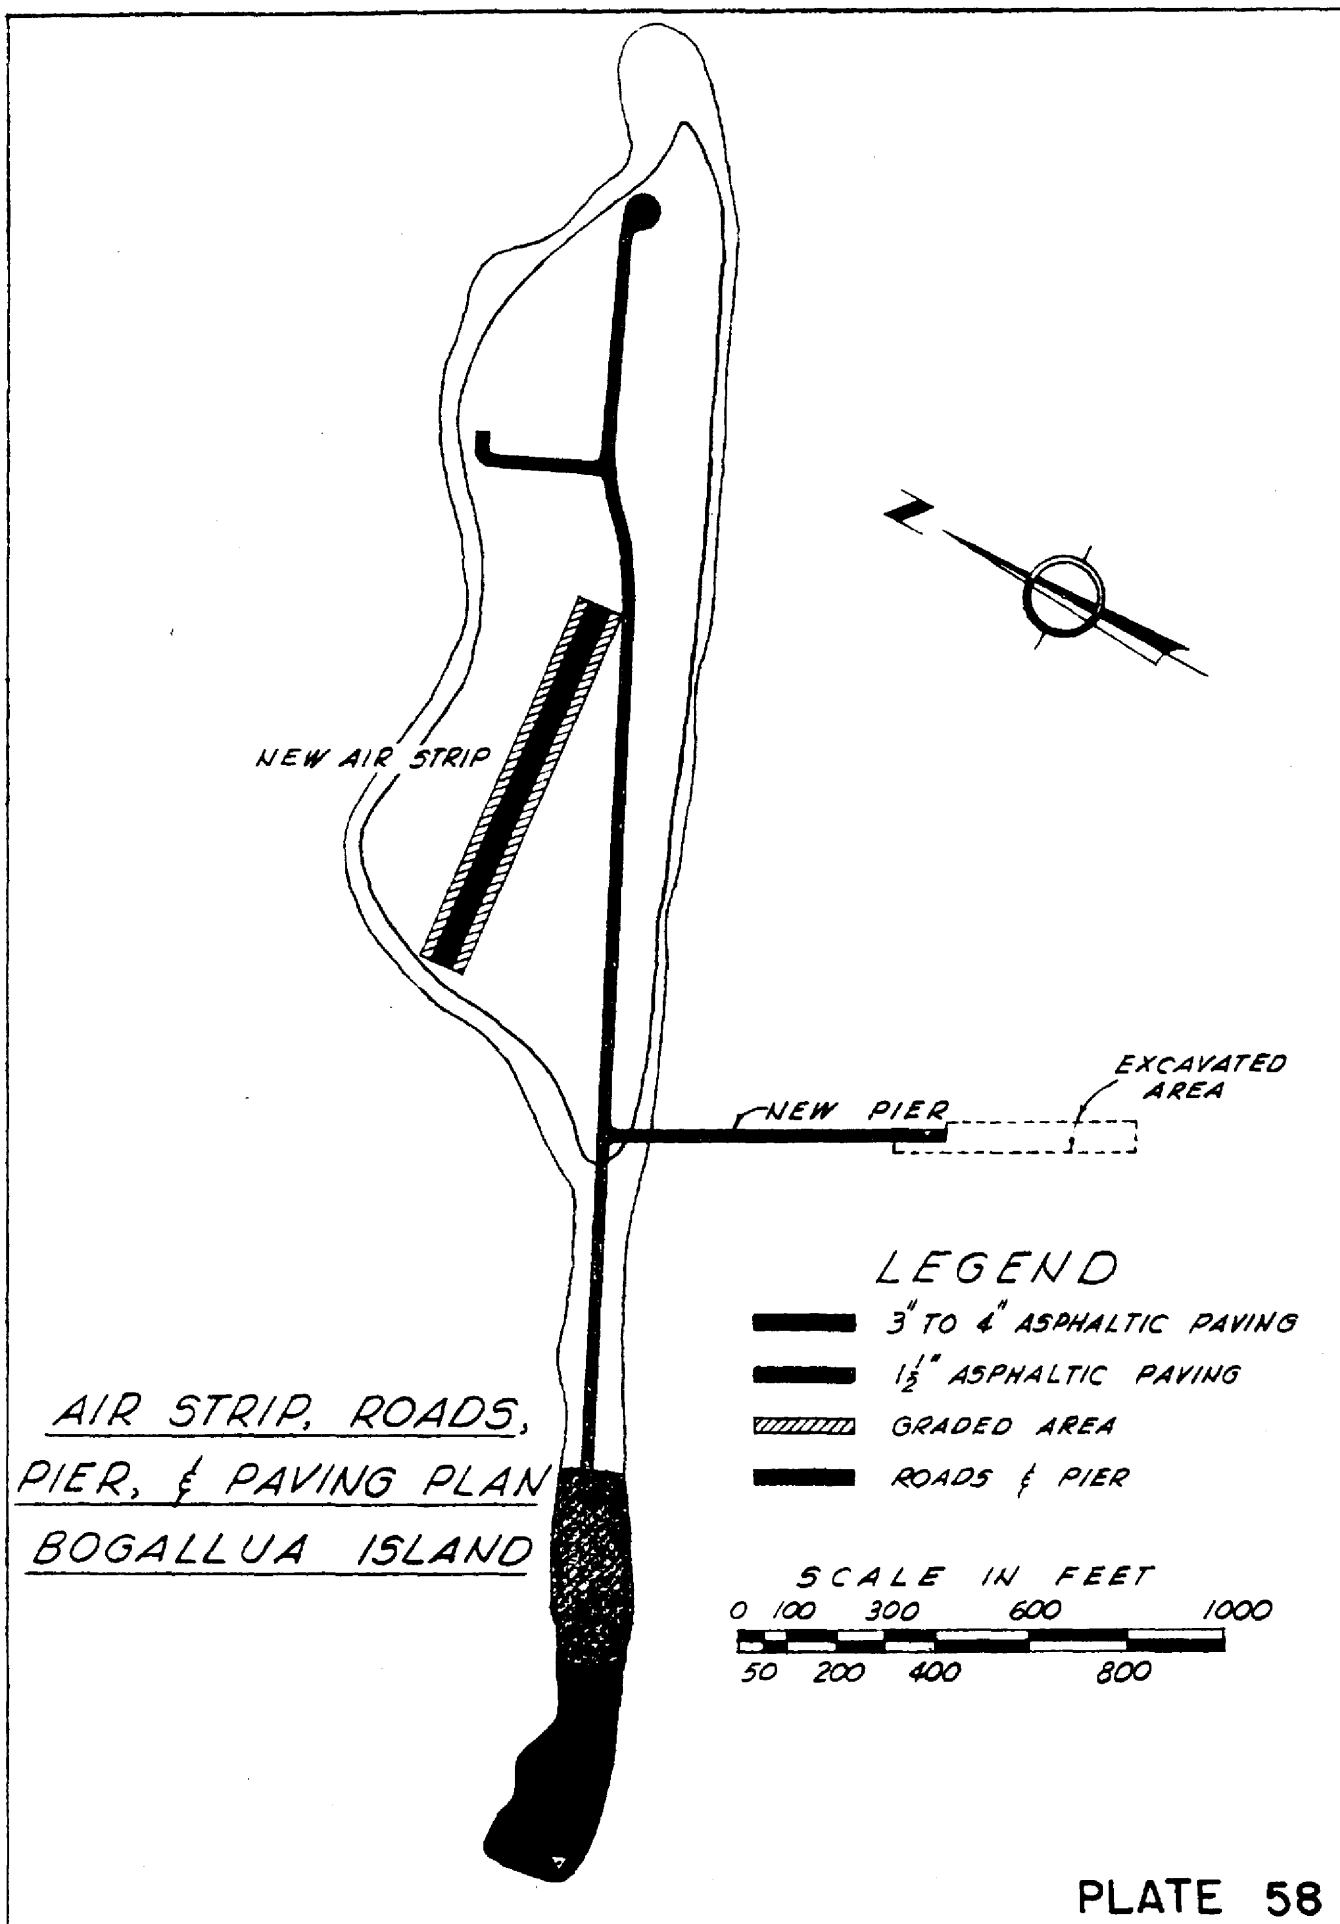 N
NEW AIR STRIP
EXCAVATED
AREA
NEW PIER
LEGEND
3" TO 4" ASPHALTIC PAVING
1½" ASPHALTIC PAVING
GRADED AREA
ROADS & PIER
AIR STRIP, ROADS,
PIER, & PAVING PLAN
BOGALLUA ISLAND
SCALE IN FEET
0 100 300 600 1000
50 200 400 800
PLATE 58